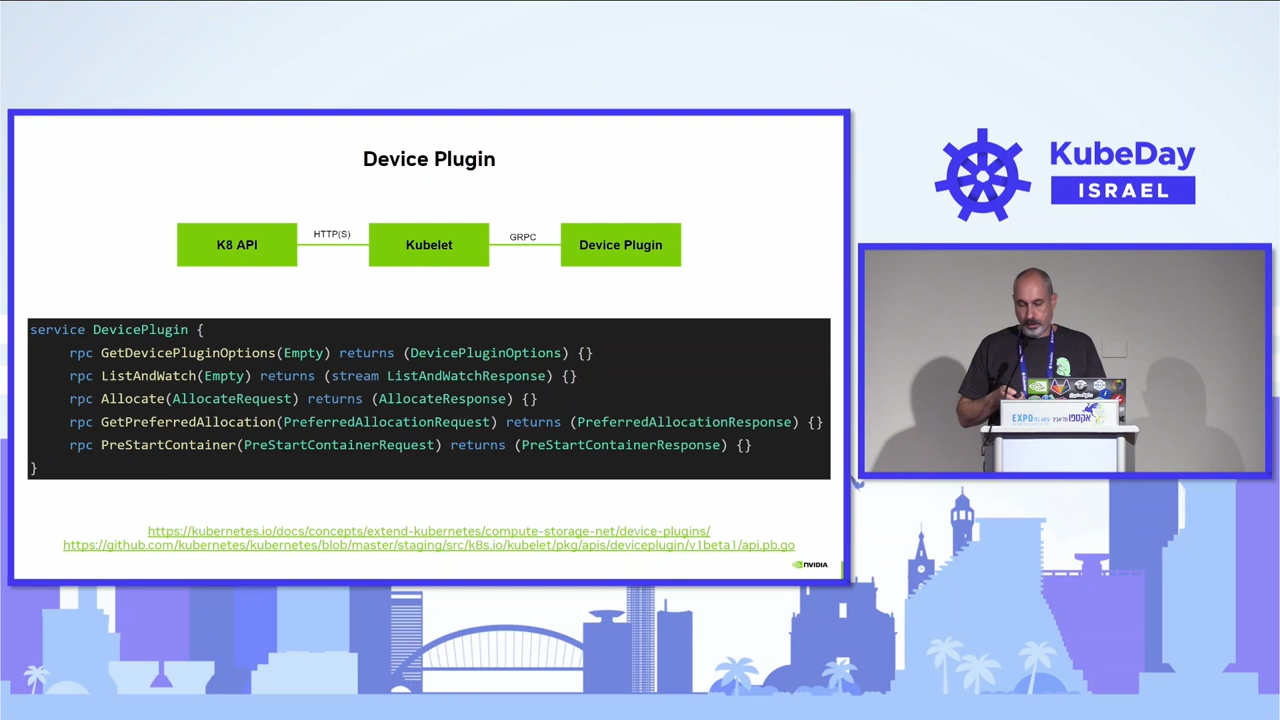 Device Plugin
K8 API
HTTP(S)
Kubelet
GRPC
Device Plugin
service DevicePlugin {
rpc GetDevicePluginOptions(Empty) returns (DevicePluginOptions) {}
rpc ListAndWatch(Empty) returns (stream ListAndWatchResponse) {}
rpc Allocate(AllocateRequest) returns (AllocateResponse) {}
rpc GetPreferredAllocation(PreferredAllocationRequest) returns (PreferredAllocationResponse) {}
rpc PreStartContainer(PreStartContainerRequest) returns (PreStartContainerResponse) {}
}
https://kubernetes.io/docs/concepts/extend-kubernetes/compute-storage-net/device-plugins/
https://github.com/kubernetes/kubernetes/blob/master/staging/src/k8s.io/kubelet/pkg/apis/deviceplugin/v1beta1/api.pb.go
NVIDIA
KubeDay
ISRAEL
EXPO אקספו